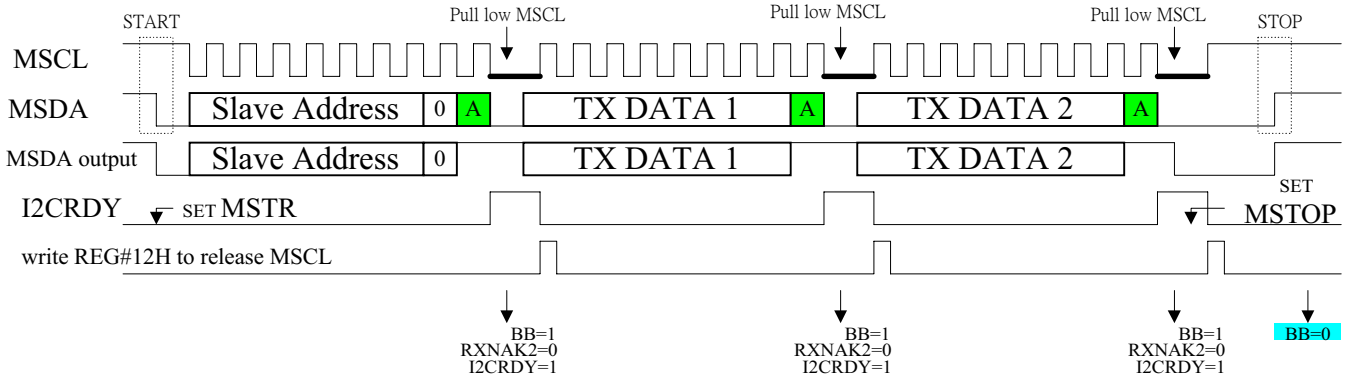 START Pull low MSCL Pull low MSCL Pull low MSCL STOP
MSCL
MSDA Slave Address 0 A TX DATA 1 A TX DATA 2 A
MSDA output Slave Address 0 TX DATA 1 TX DATA 2
I2CRDY SET MSTR SET
MSTOP
write REG#12H to release MSCL
BB=1 BB=1 BB=1 BB=0
RXNAK2=0 RXNAK2=0 RXNAK2=0
I2CRDY=1 I2CRDY=1 I2CRDY=1